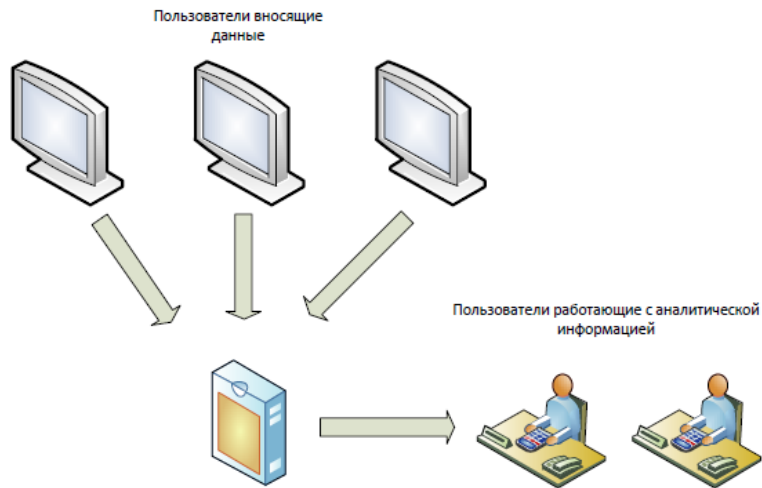 Пользователи вносящие
данные
Пользователи работающие с аналитической
информацией